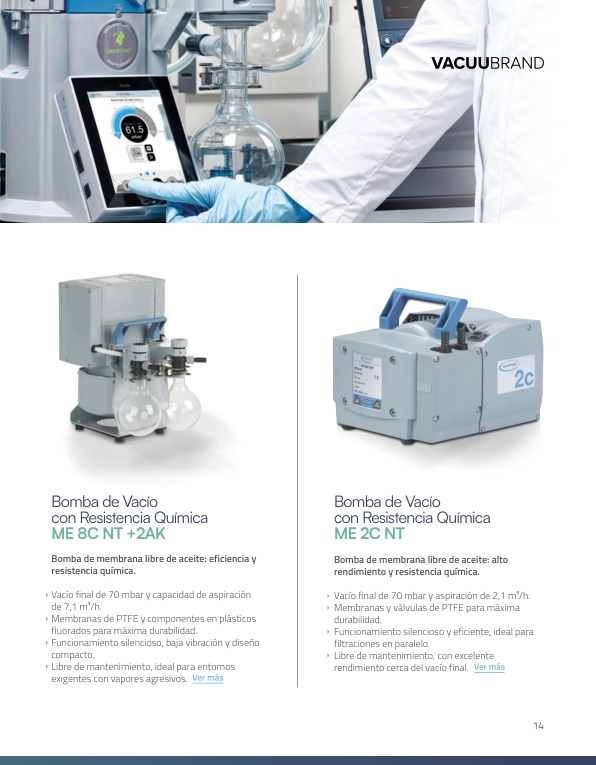 GREEN VAC
61.5
mbar
VACUUBRAND
2c
Bomba de Vacío
con Resistencia Química
ME 8C NT +2AK
Bomba de membrana libre de aceite: eficiencia y
resistencia química.
Vacío final de 70 mbar y capacidad de aspiración
de 7,1 m³/h.
Membranas de PTFE y componentes en plásticos
fluorados para máxima durabilidad.
Funcionamiento silencioso, baja vibración y diseño
compacto.
Libre de mantenimiento, ideal para entornos
exigentes con vapores agresivos. Ver más
Bomba de Vacío
con Resistencia Química
ME 2C NT
Bomba de membrana libre de aceite: alto
rendimiento y resistencia química.
Vacío final de 70 mbar y aspiración de 2,1 m³/h.
Membranas y válvulas de PTFE para máxima
durabilidad.
Funcionamiento silencioso y eficiente, ideal para
filtraciones en paralelo.
Libre de mantenimiento, con excelente
rendimiento cerca del vacío final. Ver más
14